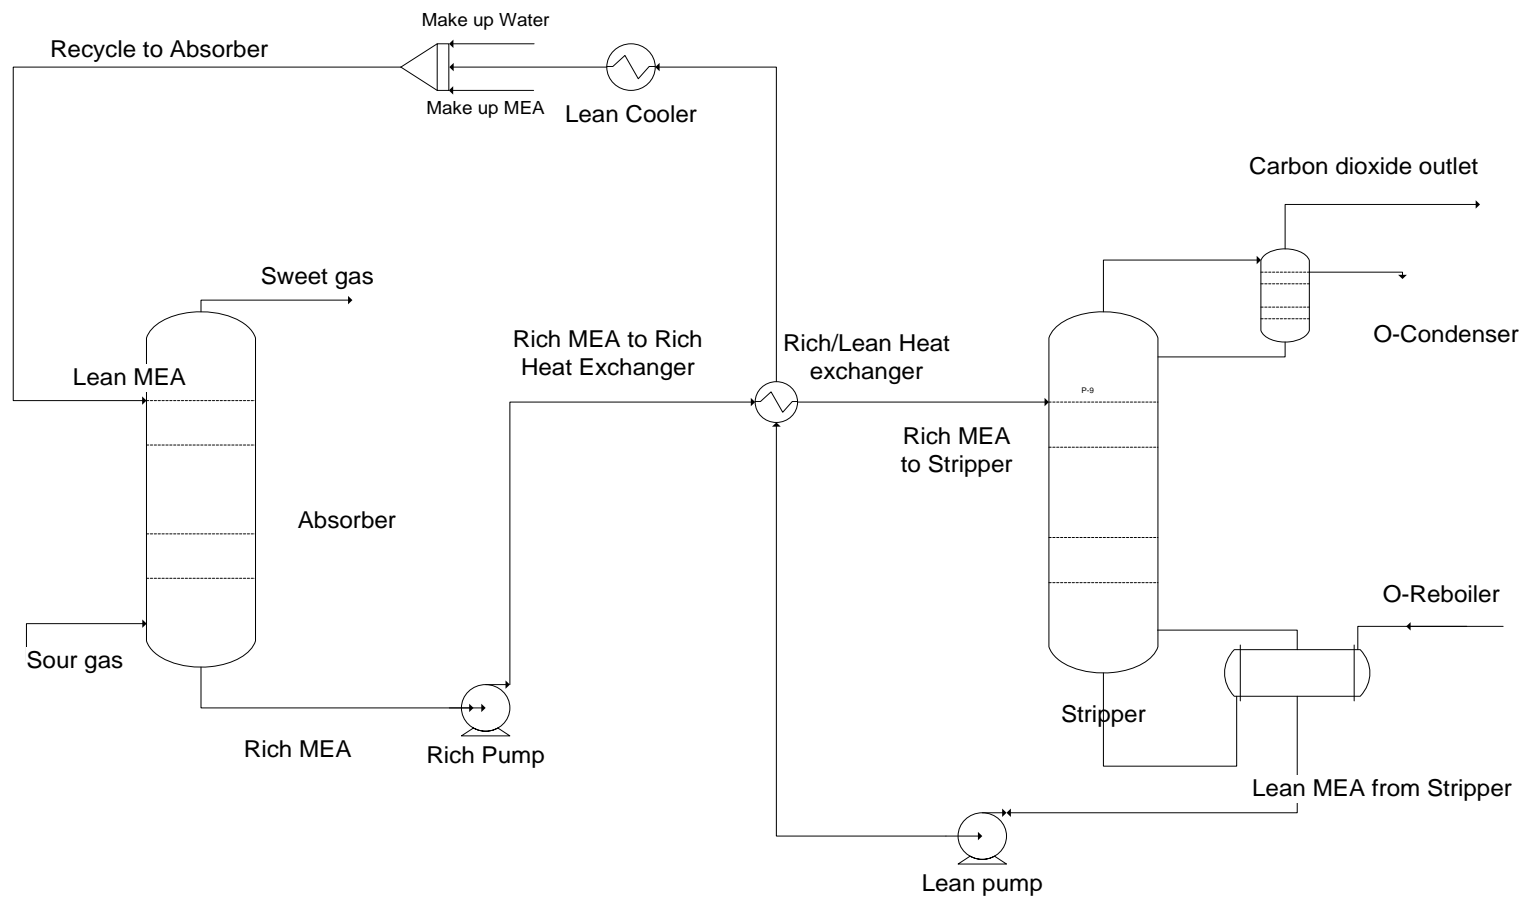 Make up Water
Recycle to Absorber
Make up MEA
Lean Cooler
Carbon dioxide outlet
Sweet gas
O-Condenser
Rich MEA to Rich
Heat Exchanger
Rich/Lean Heat
exchanger
Lean MEA
P-9
Rich MEA
to Stripper
Absorber
O-Reboiler
Sour gas
Stripper
Rich MEA
Rich Pump
Lean MEA from Stripper
Lean pump